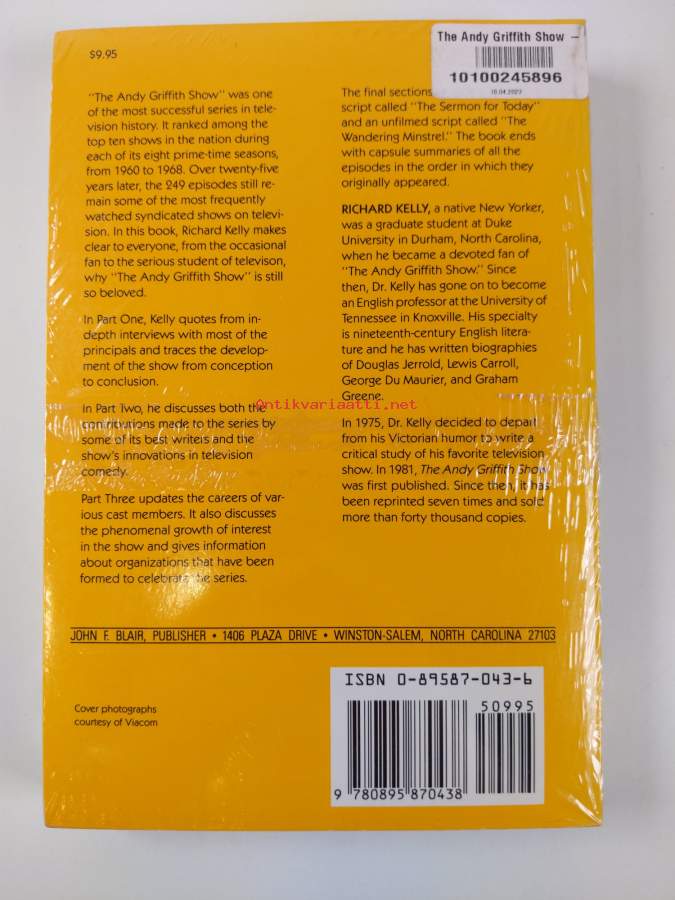 $9.95
"The Andy Griffith Show" was one
of the most successful series in tele-
vision history. It ranked among the
top ten shows in the nation during
each of its eight prime-time seasons,
from 1960 to 1968. Over twenty-five
years later, the 249 episodes still re-
main some of the most frequently
watched syndicated shows on televi-
sion. In this book, Richard Kelly makes
clear to everyone, from the occasional
fan to the serious student of televison,
why "The Andy Griffith Show" is still
so beloved.
In Part One, Kelly quotes from in-
depth interviews with most of the
principals and traces the develop-
ment of the show from conception
to conclusion.
In Part Two, he discusses both the
contributions made to the series by
some of its best writers and the
show's innovations in television
comedy.
Part Three updates the careers of var-
ious cast members. It also discusses
the phenomenal growth of interest
in the show and gives information
about organizations that have been
formed to celebrate the series.
The Andy Griffith Show –
10100245896
The final sections
script called "The Sermon for Today"
and an unfilmed script called "The
Wandering Minstrel." The book ends
with capsule summaries of all the
episodes in the order in which they
originally appeared.
RICHARD KELLY, a native New Yorker,
was a graduate student at Duke
University in Durham, North Carolina,
when he became a devoted fan of
"The Andy Griffith Show." Since
then, Dr. Kelly has gone on to become
an English professor at the University of
Tennessee in Knoxville. His specialty
is nineteenth-century English litera-
ture and he has written biographies
of Douglas Jerrold, Lewis Carroll,
George Du Maurier, and Graham
Greene.
In 1975, Dr. Kelly decided to depart
from his Victorian humor to write a
critical study of his favorite television
show. In 1981, The Andy Griffith Show
was first published. Since then, it has
been reprinted seven times and sold
more than forty thousand copies.
Antikvariaatti.net
JOHN F. BLAIR, PUBLISHER • 1406 PLAZA DRIVE • WINSTON-SALEM, NORTH CAROLINA 27103
Cover photographs
courtesy of Viacom
ISBN 0-89587-043-6
50995
9 780895 870438